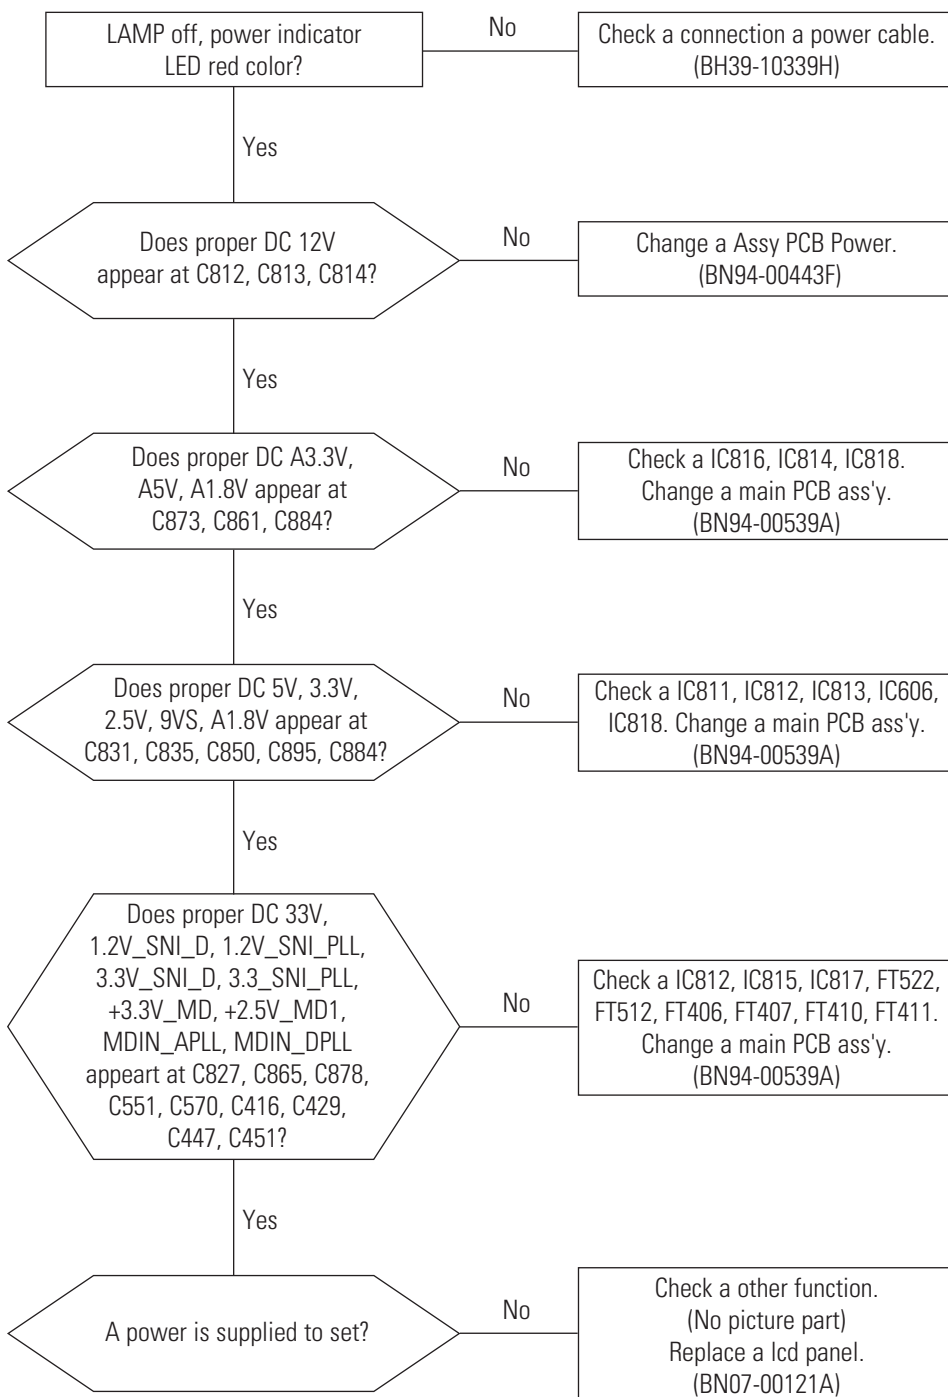 LAMP off, power indicator
LED red color?
No
Check a connection a power cable.
(BH39-10339H)
Yes
Does proper DC 12V
appear at C812, C813, C814?
No
Change a Assy PCB Power.
(BN94-00443F)
Yes
Does proper DC A3.3V,
A5V, A1.8V appear at
C873, C861, C884?
No
Check a IC816, IC814, IC818.
Change a main PCB ass'y.
(BN94-00539A)
Yes
Does proper DC 5V, 3.3V,
2.5V, 9VS, A1.8V appear at
C831, C835, C850, C895, C884?
No
Check a IC811, IC812, IC813, IC606,
IC818. Change a main PCB ass'y.
(BN94-00539A)
Yes
Does proper DC 33V,
1.2V_SNI_D, 1.2V_SNI_PLL,
3.3V_SNI_D, 3.3_SNI_PLL,
+3.3V_MD, +2.5V_MD1,
MDIN_APLL, MDIN_DPLL
appeart at C827, C865, C878,
C551, C570, C416, C429,
C447, C451?
No
Check a IC812, IC815, IC817, FT522,
FT512, FT406, FT407, FT410, FT411.
Change a main PCB ass'y.
(BN94-00539A)
Yes
A power is supplied to set?
No
Check a other function.
(No picture part)
Replace a lcd panel.
(BN07-00121A)